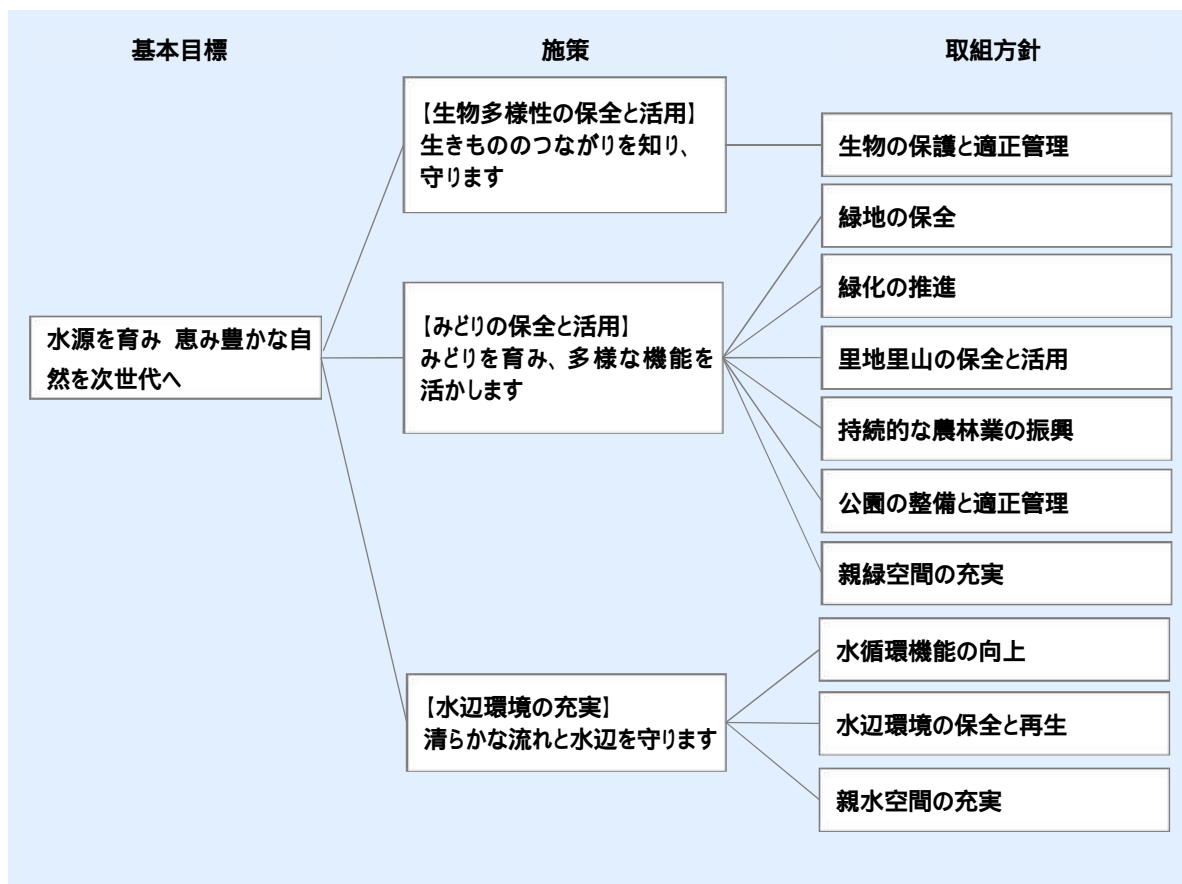 基本目標
施策
取組方針
【生物多様性の保全と活用】
生きもののつながりを知り、
守ります
生物の保護と適正管理
緑地の保全
緑化の推進
水源を育み 恵み豊かな自
然を次世代へ
【みどりの保全と活用】
みどりを育み、多様な機能を
活かします
里地里山の保全と活用
持続的な農林業の振興
公園の整備と適正管理
親緑空間の充実
【水辺環境の充実】
清らかな流れと水辺を守ります
水循環機能の向上
水辺環境の保全と再生
親水空間の充実